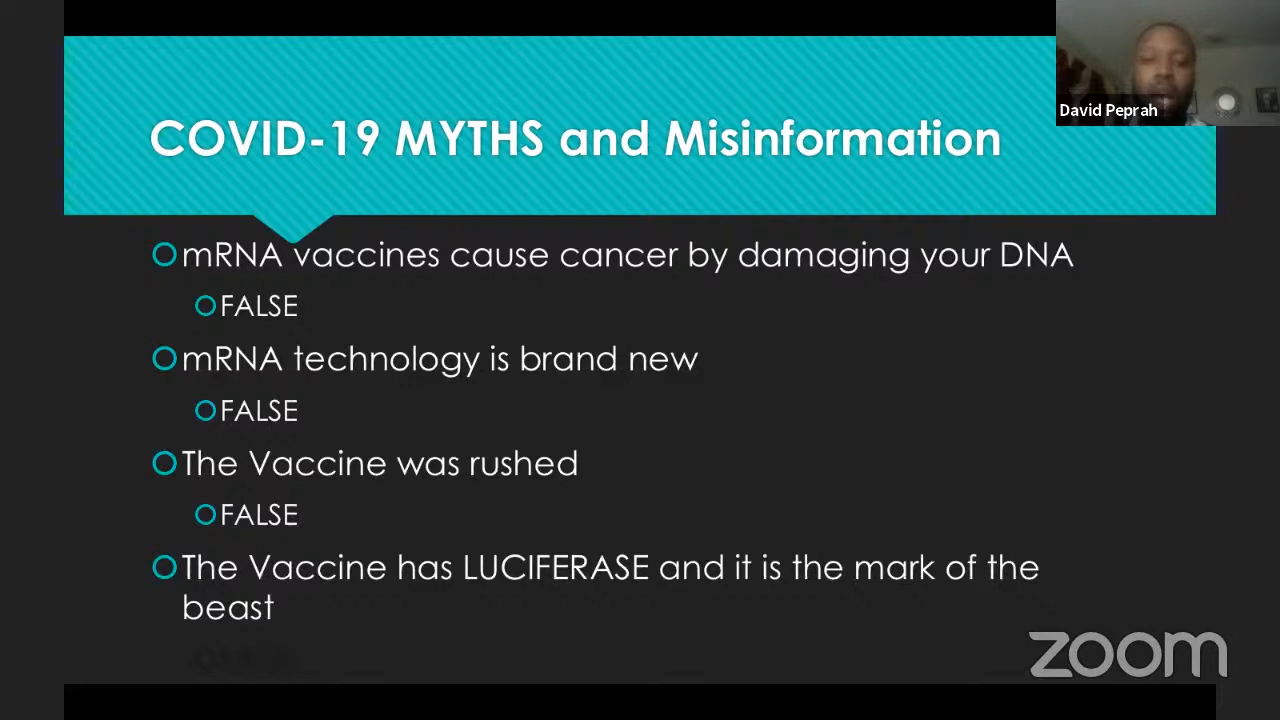 David Peprah
COVID-19 MYTHS and Misinformation
mRNA vaccines cause cancer by damaging your DNA
FALSE
mRNA technology is brand new
FALSE
The Vaccine was rushed
FALSE
The Vaccine has LUCIFERASE and it is the mark of the
beast
zoom